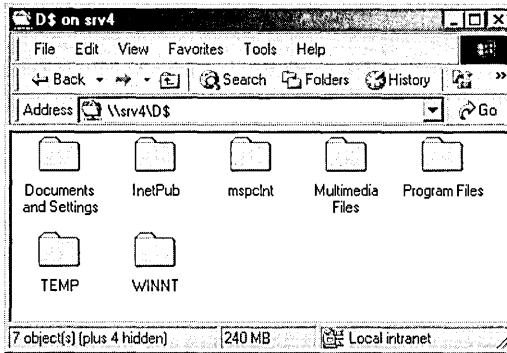 D$ on srv4
File Edit View Favorites Tools Help
Back Search Folders History »
Address \\srv4\D$ Go
Documents and Settings
InetPub
mspclnt
Multimedia Files
Program Files
TEMP
WINNT
7 object(s) (plus 4 hidden) 240 MB Local intranet